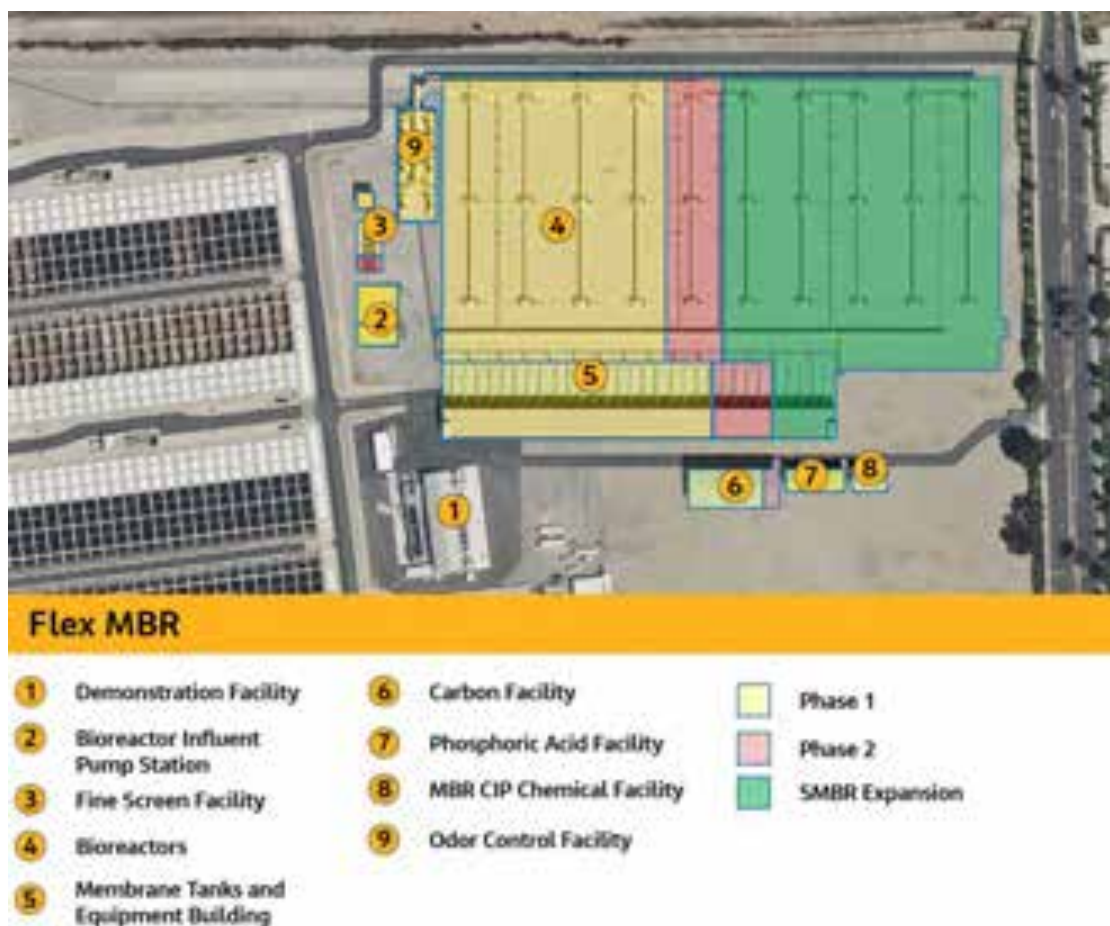 9
3
4
2
5
6
7
8
1
Flex MBR
1 Demonstration Facility
2 Bioreactor Influent
Pump Station
3 Fine Screen Facility
4 Bioreactors
5 Membrane Tanks and
Equipment Building
6 Carbon Facility
7 Phosphoric Acid Facility
8 MBR CIP Chemical Facility
9 Odor Control Facility
Phase 1
Phase 2
SMBR Expansion